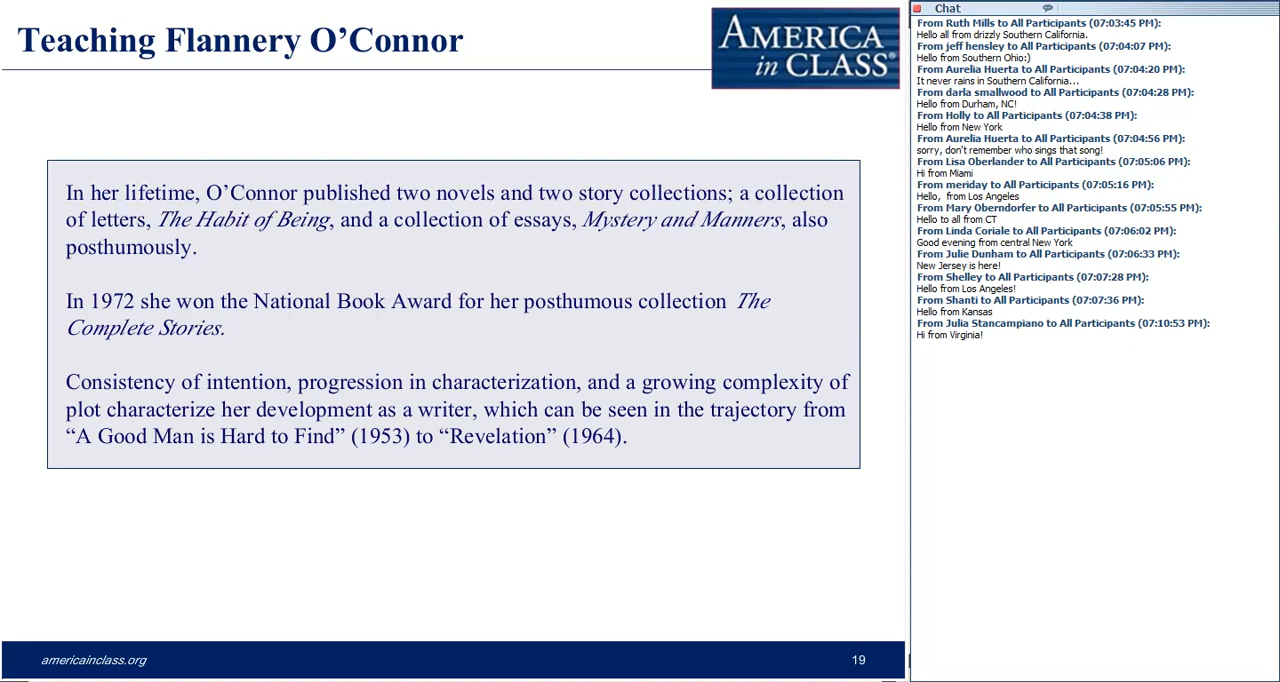 Teaching Flannery O’Connor
AMERICA
in CLASS®
In her lifetime, O’Connor published two novels and two story collections; a collection
of letters, The Habit of Being, and a collection of essays, Mystery and Manners, also
posthumously.
In 1972 she won the National Book Award for her posthumous collection The
Complete Stories.
Consistency of intention, progression in characterization, and a growing complexity of
plot characterize her development as a writer, which can be seen in the trajectory from
“A Good Man is Hard to Find” (1953) to “Revelation” (1964).
americainclass.org
19
Chat
From Ruth Mills to All Participants (07:03:45 PM):
Hello all from drizzly Southern California.
From jeff hensley to All Participants (07:04:07 PM):
Hello from Southern Ohio:)
From Aurelia Huerta to All Participants (07:04:20 PM):
It never rains in Southern California...
From darla smallwood to All Participants (07:04:28 PM):
Hello from Durham, NC!
From Holly to All Participants (07:04:38 PM):
Hello from New York
From Aurelia Huerta to All Participants (07:04:56 PM):
sorry, don't remember who sings that song!
From Lisa Oberlander to All Participants (07:05:06 PM):
Hi from Miami
From meriday to All Participants (07:05:16 PM):
Hello, from Los Angeles
From Mary Oberndorfer to All Participants (07:05:55 PM):
Hello to all from CT
From Linda Coriale to All Participants (07:06:02 PM):
Good evening from central New York
From Julie Dunham to All Participants (07:06:33 PM):
New Jersey is here!
From Shelley to All Participants (07:07:28 PM):
Hello from Los Angeles!
From Shanti to All Participants (07:07:36 PM):
Hello from Kansas
From Julia Stancampiano to All Participants (07:10:53 PM):
Hi from Virginia!